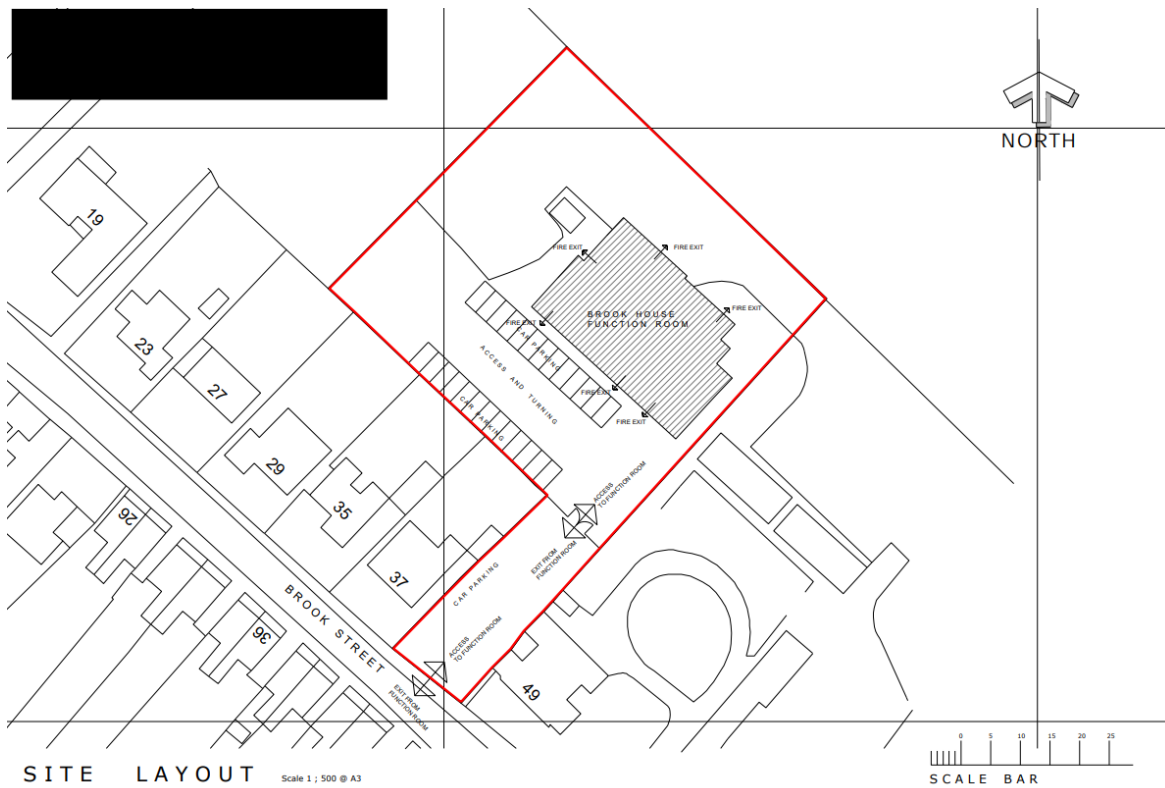 NORTH
19
FIRE EXIT
FIRE EXIT
FIRE EXIT
BROOK HOUSE
FUNCTION ROOM
FIRE EXIT
CAR PARKING
23
ACCESS AND TURNING
27
FIRE EXIT
CAR PARKING
FIRE EXIT
29
ACCESS
TO FUNCTION ROOM
35
26
EXIT FROM
FUNCTION ROOM
37
CAR PARKING
BROOK STREET
36
ACCESS
TO FUNCTION ROOM
49
EXIT FROM
FUNCTION ROOM
SITE LAYOUT
Scale 1 ; 500 @ A3
0 5 10 15 20 25
SCALE BAR